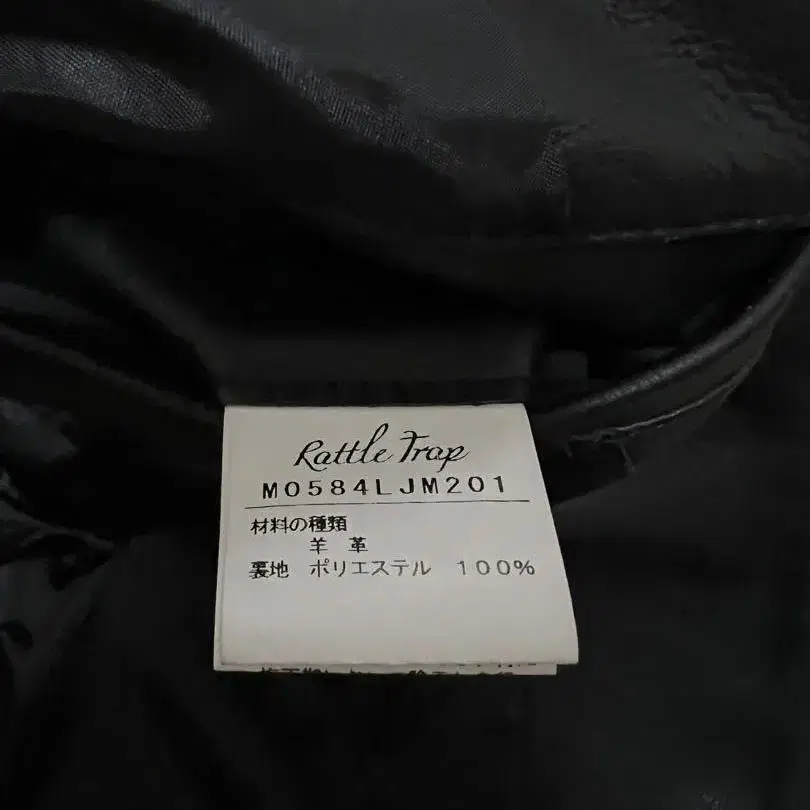 Rattle Trap
M0584LJM201
材料の種類
羊 革
裏地 ポリエステル 100%